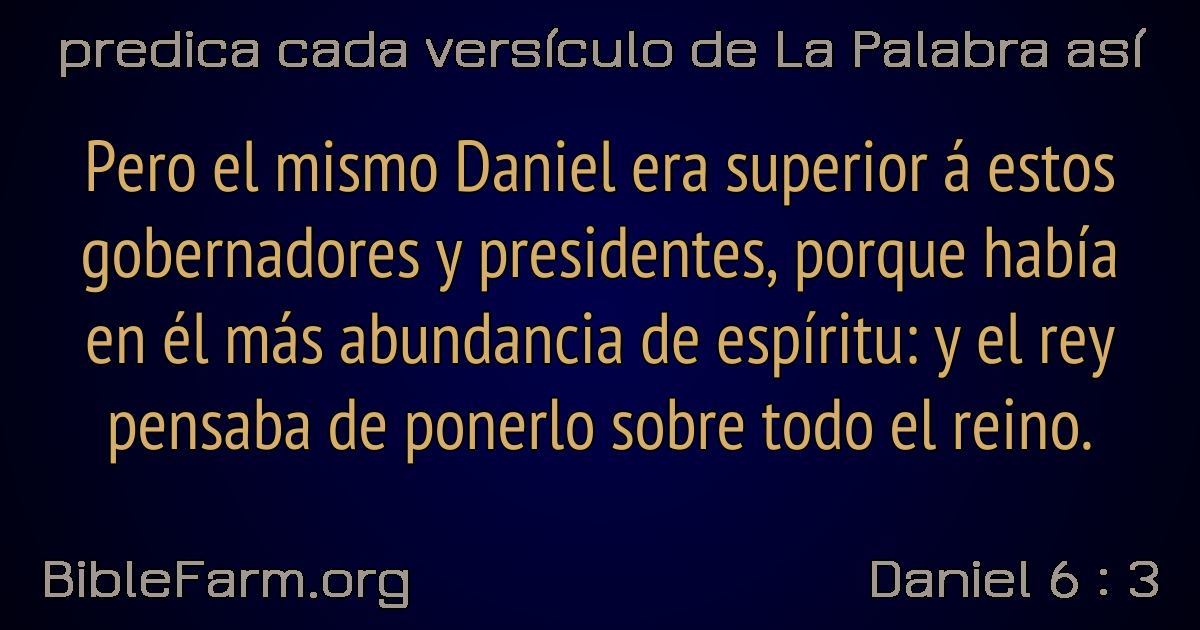 predica cada versículo de La Palabra así
Pero el mismo Daniel era superior á estos
gobernadores y presidentes, porque había
en él más abundancia de espíritu: y el rey
pensaba de ponerlo sobre todo el reino.
BibleFarm.org
Daniel 6 : 3